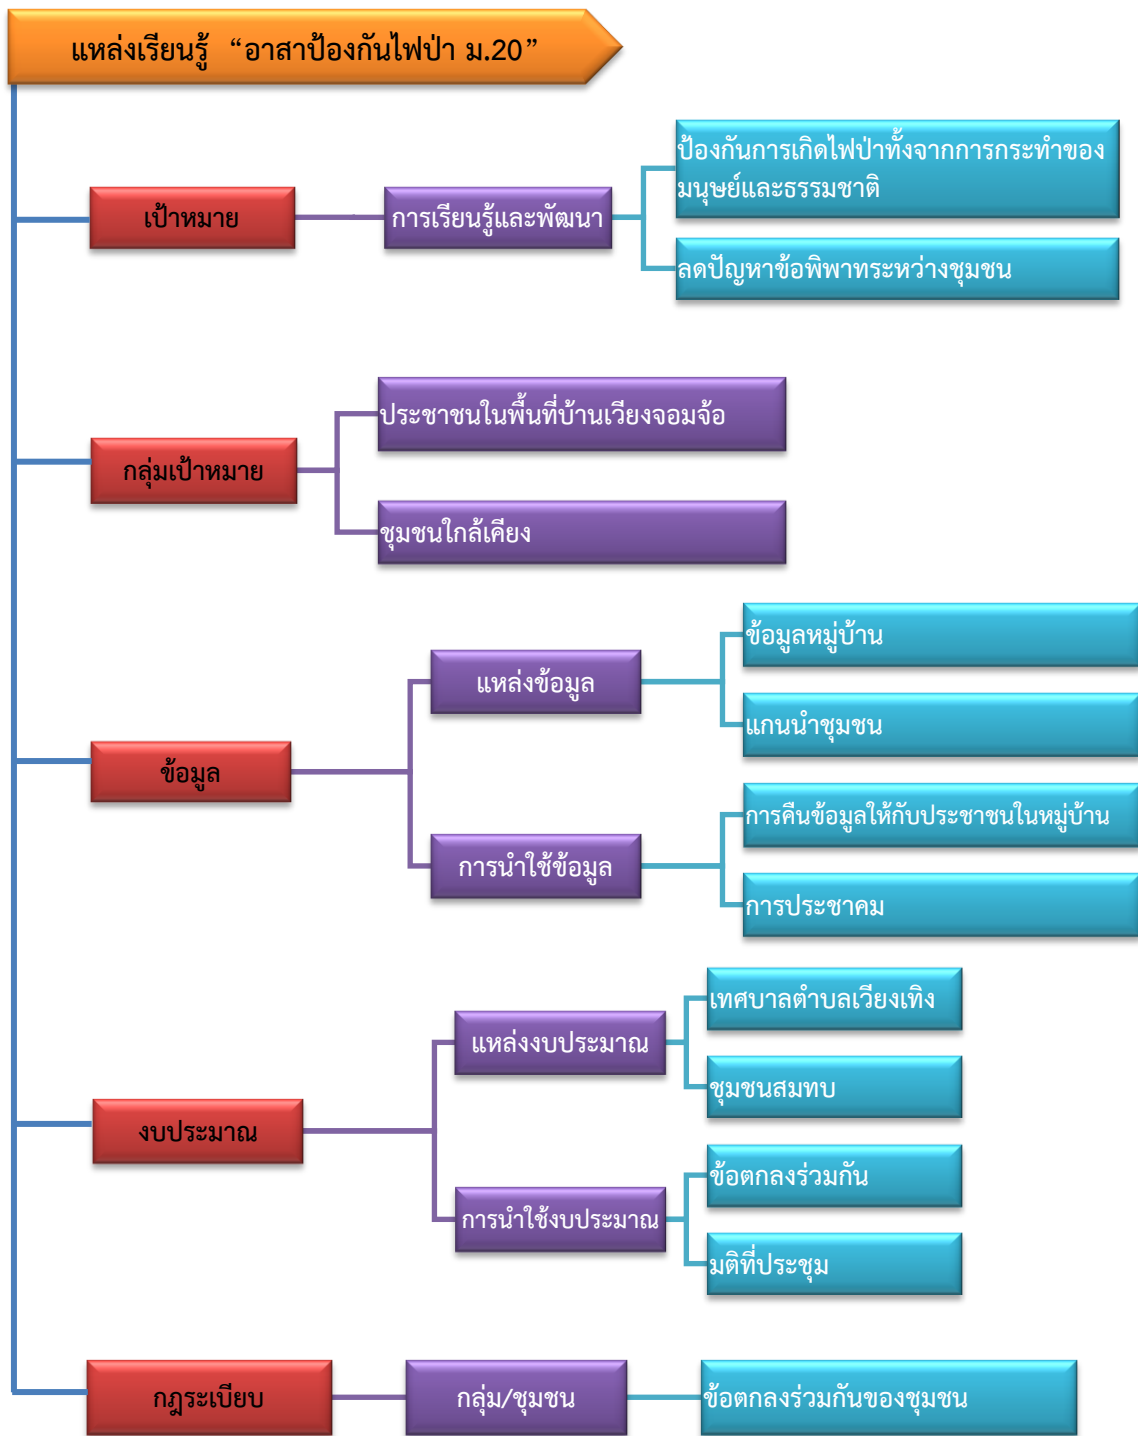 แหล่งเรียนรู้ “อาสาป้องกันไฟป่า ม.20”
เป้าหมาย
การเรียนรู้และพัฒนา
ป้องกันการเกิดไฟป่าทั้งจากการกระทำของ
มนุษย์และธรรมชาติ
ลดปัญหาข้อพิพาทระหว่างชุมชน
กลุ่มเป้าหมาย
ประชาชนในพื้นที่บ้านเวียงจอมจ้อ
ชุมชนใกล้เคียง
ข้อมูล
แหล่งข้อมูล
ข้อมูลหมู่บ้าน
แกนนำชุมชน
การนำใช้ข้อมูล
การคืนข้อมูลให้กับประชาชนในหมู่บ้าน
การประชาคม
งบประมาณ
แหล่งงบประมาณ
เทศบาลตำบลเวียงเทิง
ชุมชนสมทบ
การนำใช้งบประมาณ
ข้อตกลงร่วมกัน
มติที่ประชุม
กฎระเบียบ
กลุ่ม/ชุมชน
ข้อตกลงร่วมกันของชุมชน